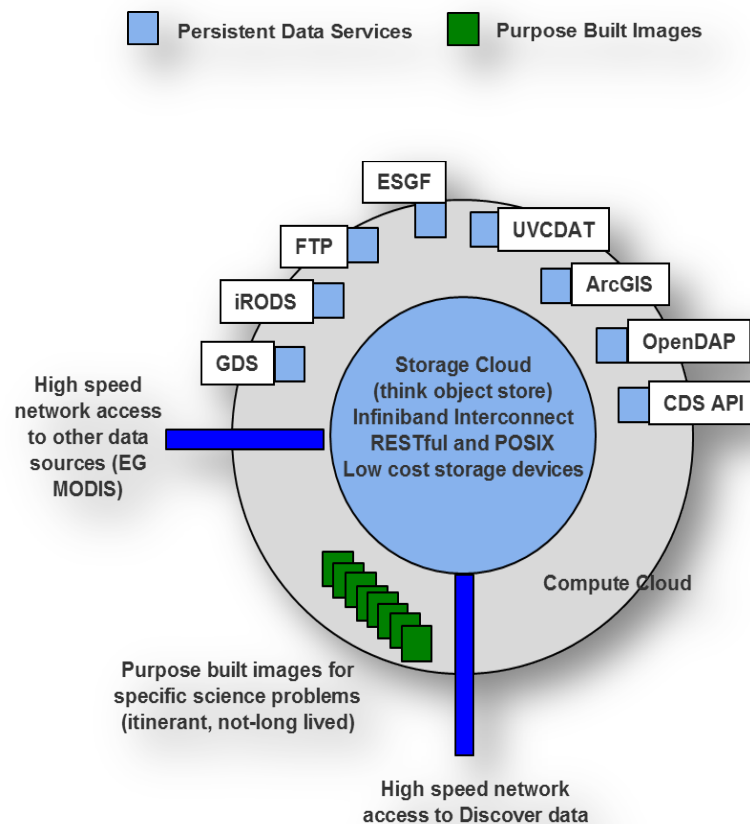 Persistent Data Services
Purpose Built Images
ESGF
UVCDAT
FTP
ArcGIS
iRODS
OpenDAP
GDS
CDS API
Storage Cloud
(think object store)
Infiniband Interconnect
RESTful and POSIX
Low cost storage devices
High speed
network access
to other data
sources (EG
MODIS)
Compute Cloud
Purpose built images for
specific science problems
(itinerant, not-long lived)
High speed network
access to Discover data